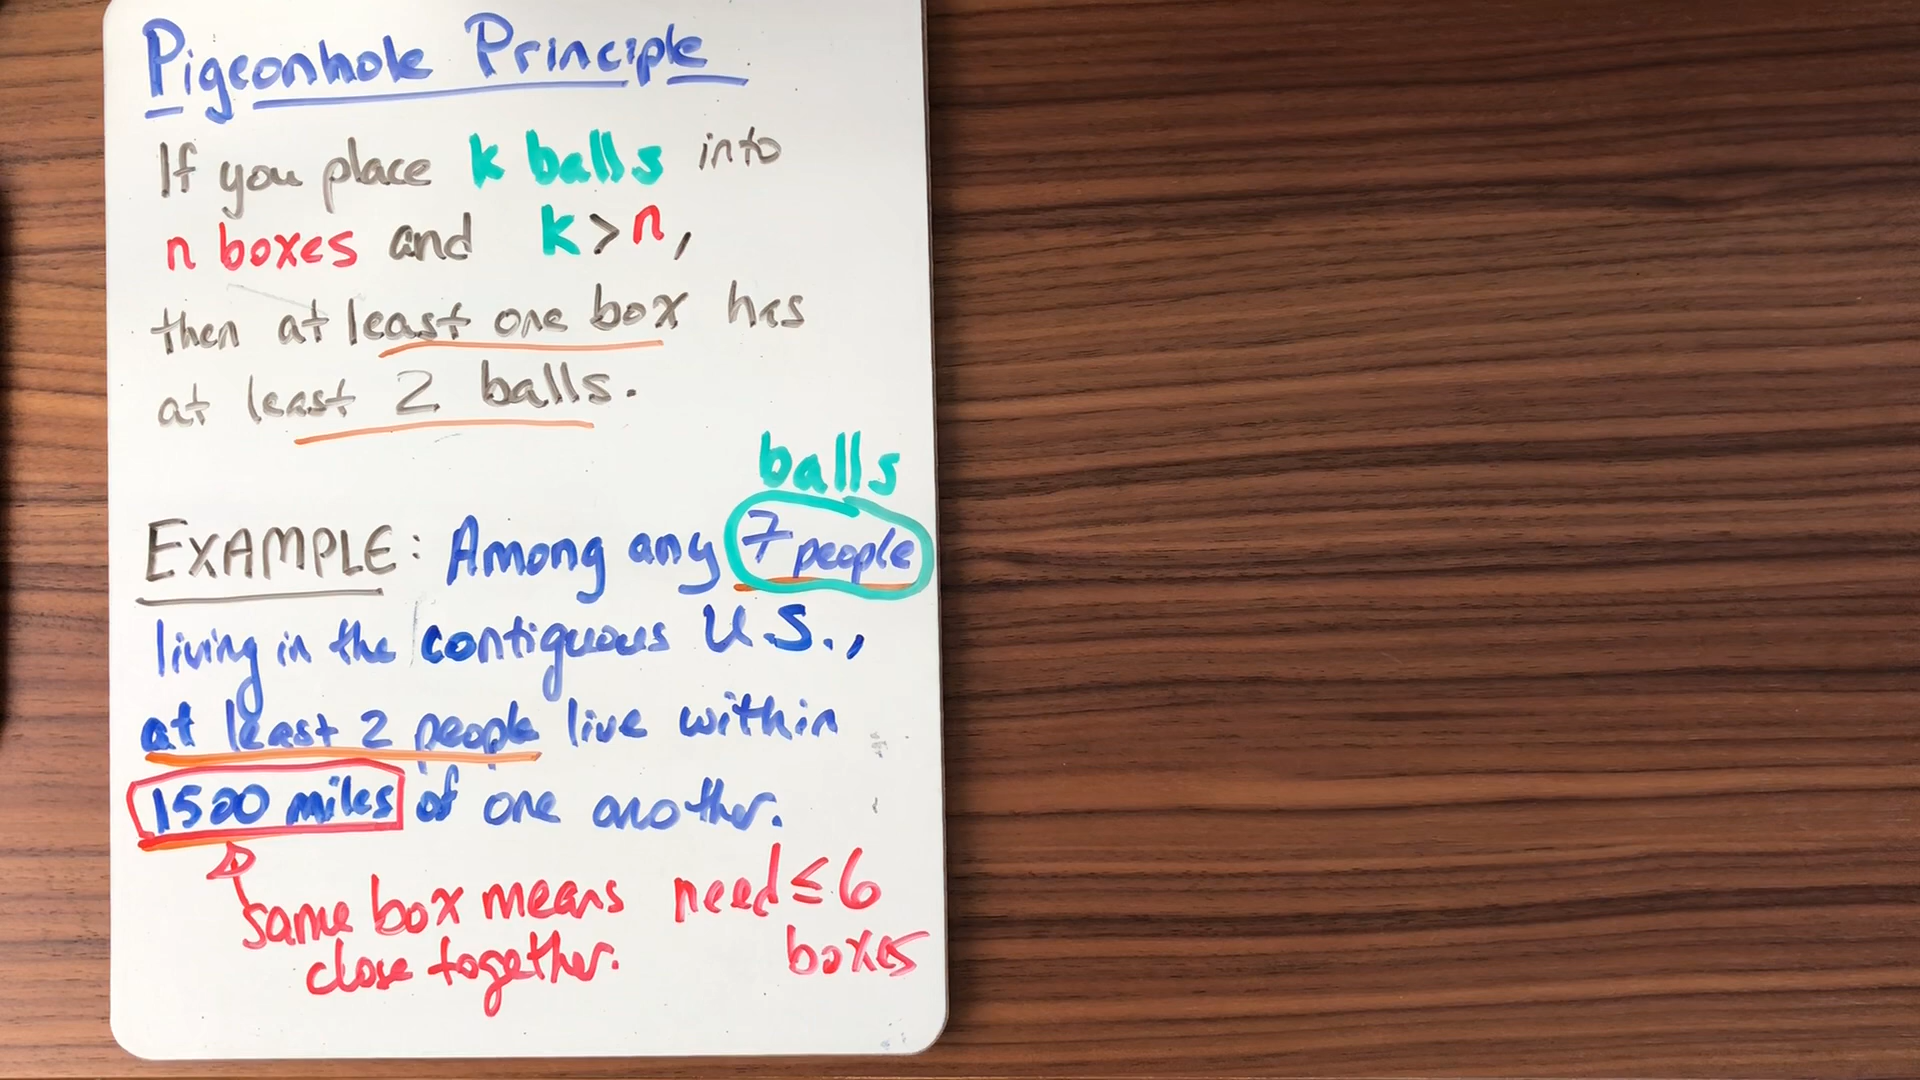 Pigeonhole Principle
If you place k balls into
n boxes and k>n,
then at least one box has
at least 2 balls.
balls
EXAMPLE: Among any 7 people
living in the contiguous U.S.,
at least 2 people live within
1500 miles of one another.
same box means need ≤ 6
close together. boxes